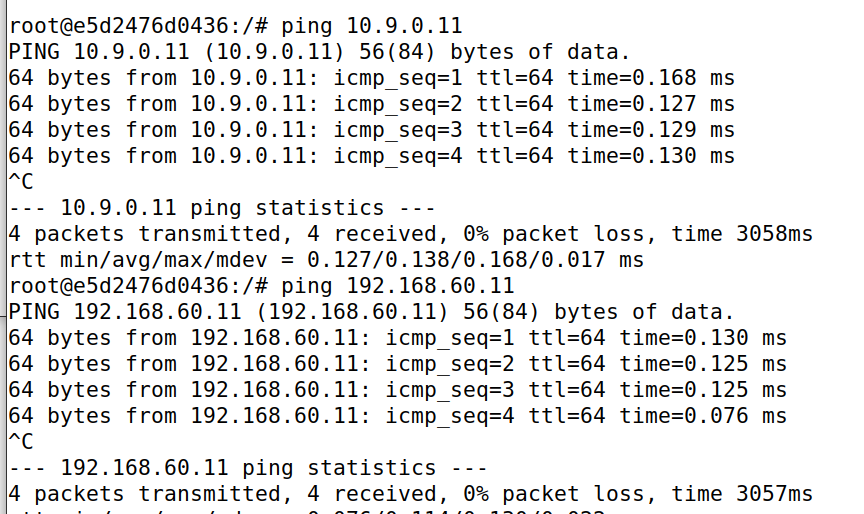 root@e5d2476d0436:/# ping 10.9.0.11
PING 10.9.0.11 (10.9.0.11) 56(84) bytes of data.
64 bytes from 10.9.0.11: icmp_seq=1 ttl=64 time=0.168 ms
64 bytes from 10.9.0.11: icmp_seq=2 ttl=64 time=0.127 ms
64 bytes from 10.9.0.11: icmp_seq=3 ttl=64 time=0.129 ms
64 bytes from 10.9.0.11: icmp_seq=4 ttl=64 time=0.130 ms
^C
--- 10.9.0.11 ping statistics ---
4 packets transmitted, 4 received, 0% packet loss, time 3058ms
rtt min/avg/max/mdev = 0.127/0.138/0.168/0.017 ms
root@e5d2476d0436:/# ping 192.168.60.11
PING 192.168.60.11 (192.168.60.11) 56(84) bytes of data.
64 bytes from 192.168.60.11: icmp_seq=1 ttl=64 time=0.130 ms
64 bytes from 192.168.60.11: icmp_seq=2 ttl=64 time=0.125 ms
64 bytes from 192.168.60.11: icmp_seq=3 ttl=64 time=0.125 ms
64 bytes from 192.168.60.11: icmp_seq=4 ttl=64 time=0.076 ms
^C
--- 192.168.60.11 ping statistics ---
4 packets transmitted, 4 received, 0% packet loss, time 3057ms